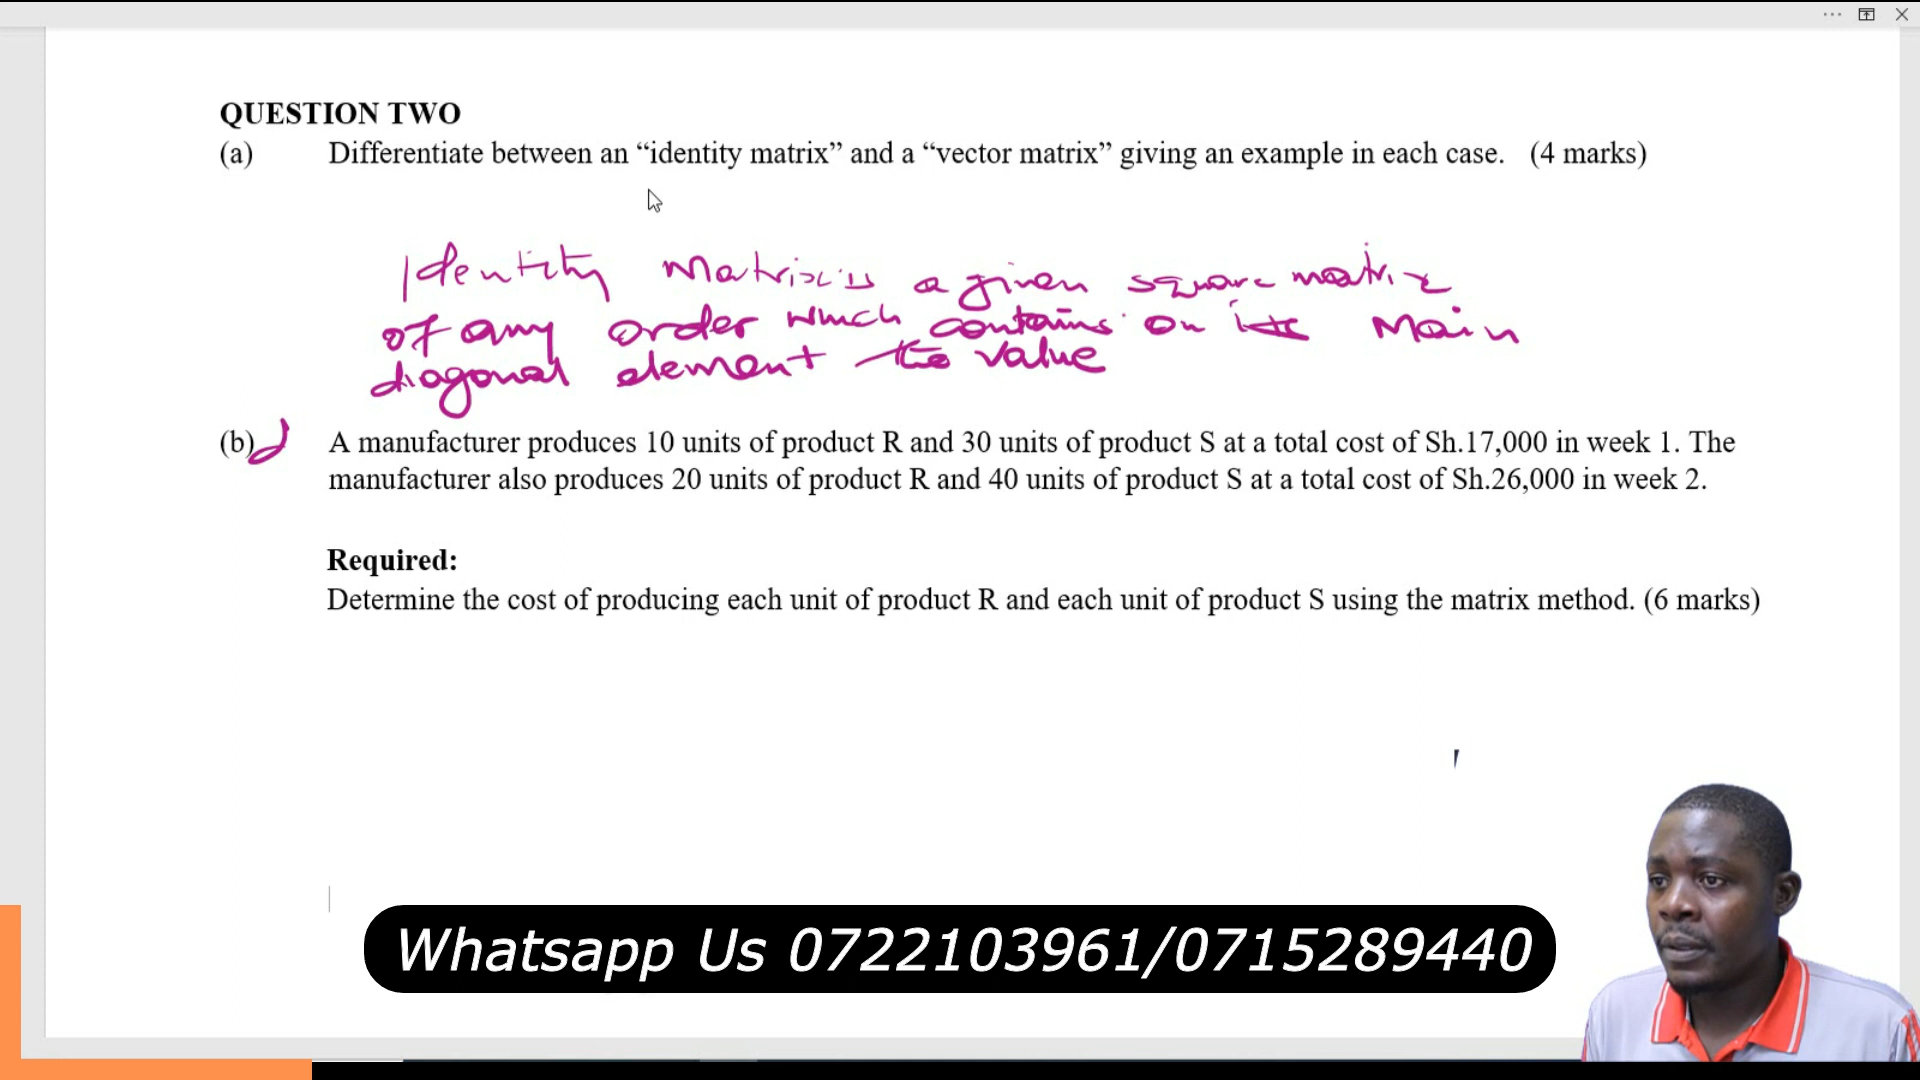 QUESTION TWO
(a) Differentiate between an “identity matrix” and a “vector matrix” giving an example in each case. (4 marks)
Identity Matrix is a given square matrix
of any order which contains on its Main
diagonal element the value
(b) A manufacturer produces 10 units of product R and 30 units of product S at a total cost of Sh.17,000 in week 1. The
manufacturer also produces 20 units of product R and 40 units of product S at a total cost of Sh.26,000 in week 2.
Required:
Determine the cost of producing each unit of product R and each unit of product S using the matrix method. (6 marks)
Whatsapp Us 0722103961/0715289440